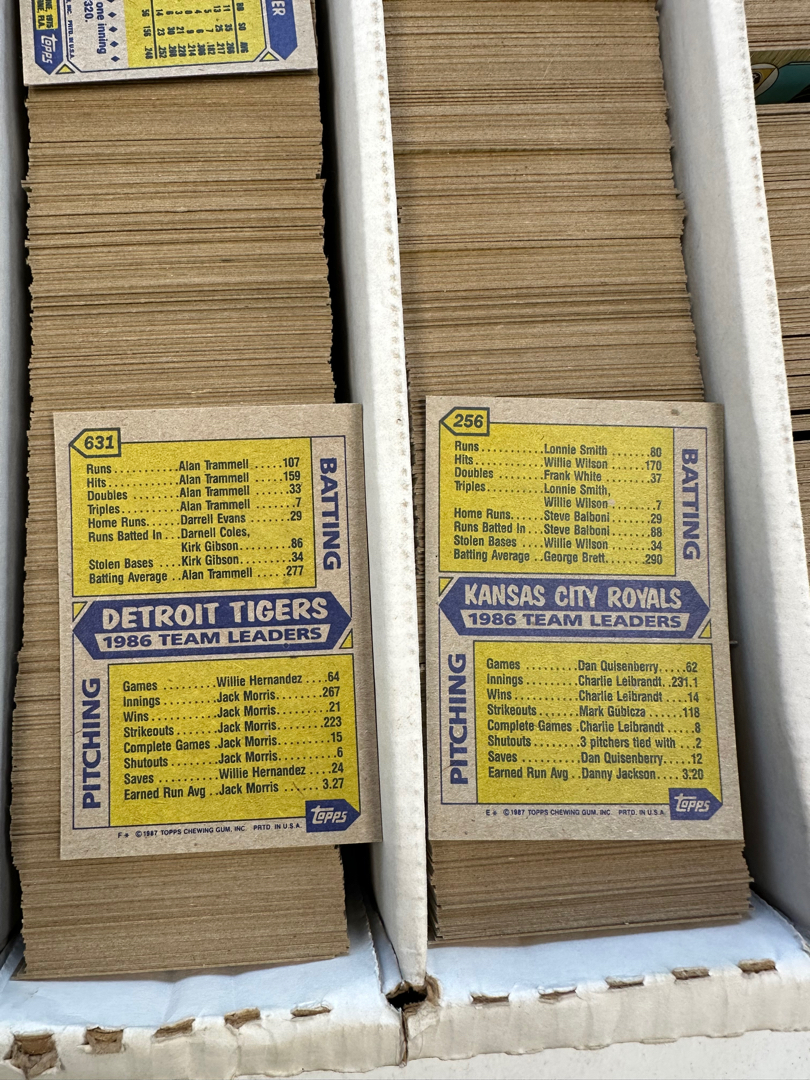 320.
one inning
TOPPS
631
Runs ..........Alan Trammell .....107
Hits............Alan Trammell ....159
Doubles .......Alan Trammell .....33
Triples.........Alan Trammell ......7
Home Runs......Darrell Evans .....29
Runs Batted In ..Darnell Coles,
Kirk Gibson..........86
Stolen Bases ....Kirk Gibson..........34
Batting Average ..Alan Trammell ....277
BATTING
DETROIT TIGERS
1986 TEAM LEADERS
PITCHING
Games .........Willie Hernandez ....64
Innings .........Jack Morris........267
Wins ...........Jack Morris.........21
Strikeouts ......Jack Morris........223
Complete Games .Jack Morris.........15
Shutouts ........Jack Morris..........6
Saves ..........Willie Hernandez ....24
Earned Run Avg ..Jack Morris.......3.27
F* ©1987 TOPPS CHEWING GUM, INC. PRTD. IN U.S.A.
TOPPS
256
Runs..........Lonnie Smith .......80
Hits............Willie Wilson ......170
Doubles .......Frank White ........37
Triples.........Lonnie Smith,
Willie Wilson ........7
Home Runs......Steve Balboni.......29
Runs Batted In ...Steve Balboni.......88
Stolen Bases ....Willie Wilson .......34
Batting Average ..George Brett.......290
BATTING
KANSAS CITY ROYALS
1986 TEAM LEADERS
PITCHING
Games .........Dan Quisenberry.....62
Innings .........Charlie Leibrandt..231.1
Wins ...........Charlie Leibrandt ....14
Strikeouts .......Mark Gubicza ......118
Complete Games .Charlie Leibrandt .....8
Shutouts........3 pitchers tied with ...2
Saves ..........Dan Quisenberry.....12
Earned Run Avg ..Danny Jackson....3.20
E* ©1987 TOPPS CHEWING GUM, INC. PRTD. IN U.S.A.
TOPPS